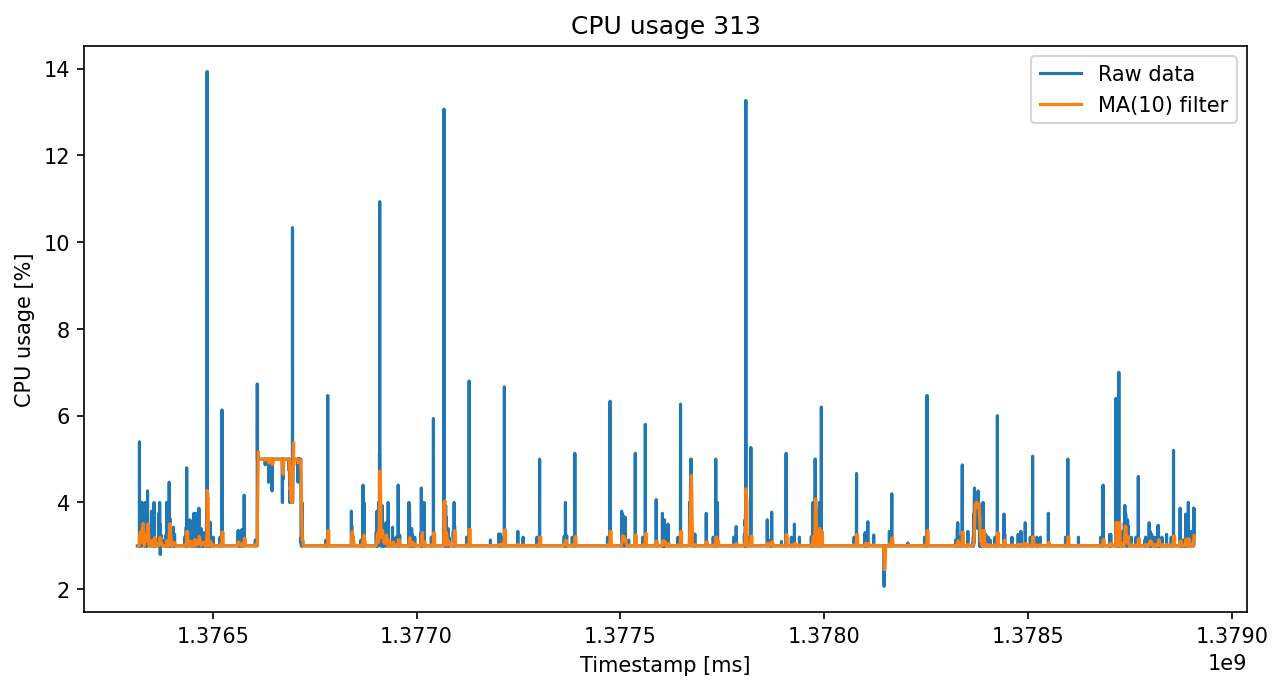 CPU usage 313
Raw data
MA(10) filter
CPU usage [%]
14
12
10
8
6
4
2
1.3765 1.3770 1.3775 1.3780 1.3785 1.3790
1e9
Timestamp [ms]